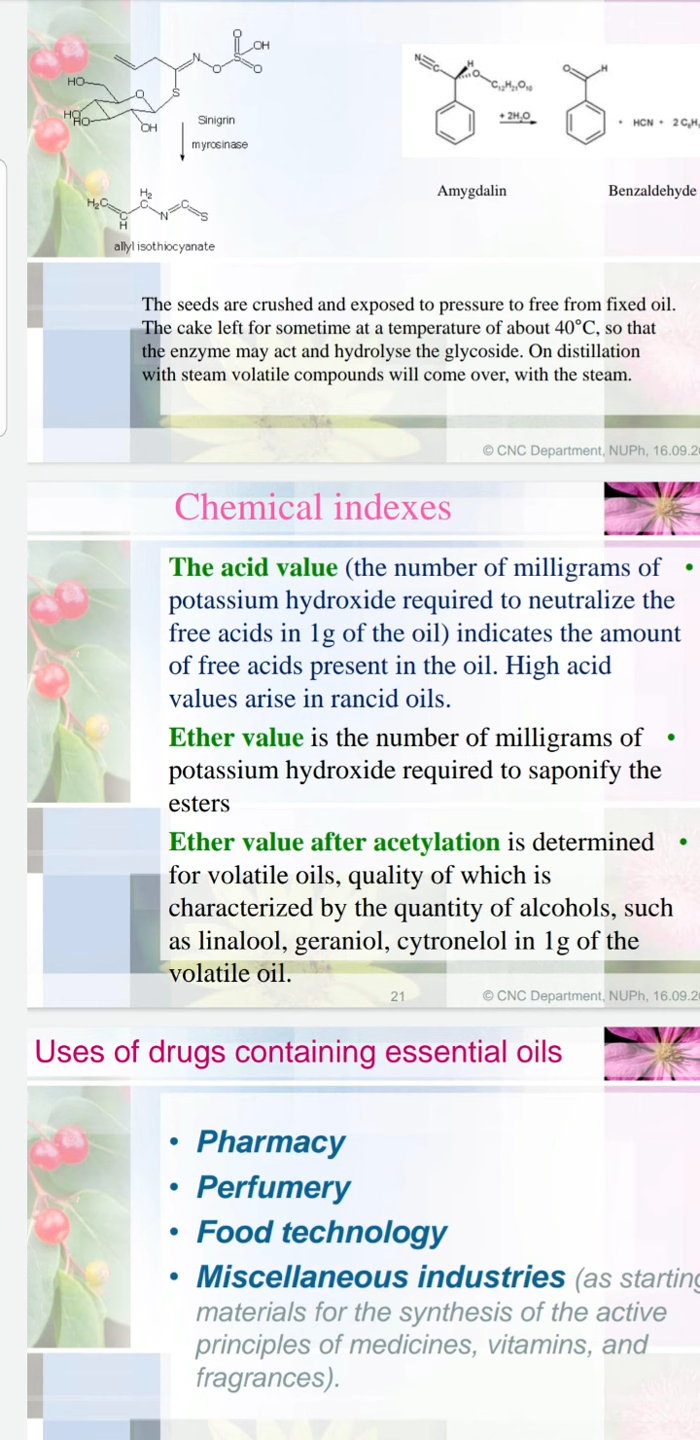 O
N
OH
O
O
O
HO
O
S
HO
HO
OH
Sinigrin
myrosinase
H₂
H₂C
C
C
C
N
S
H
allyl isothiocyanate
N
C
H
O
C₁₂H₂₁O₁₀
+ 2H₂O
O
H
+ HCN + 2 C₆H
Amygdalin
Benzaldehyde
The seeds are crushed and exposed to pressure to free from fixed oil.
The cake left for sometime at a temperature of about 40°C, so that
the enzyme may act and hydrolyse the glycoside. On distillation
with steam volatile compounds will come over, with the steam.
© CNC Department, NUPh, 16.09.2
Chemical indexes
The acid value (the number of milligrams of •
potassium hydroxide required to neutralize the
free acids in 1g of the oil) indicates the amount
of free acids present in the oil. High acid
values arise in rancid oils.
Ether value is the number of milligrams of •
potassium hydroxide required to saponify the
esters
Ether value after acetylation is determined •
for volatile oils, quality of which is
characterized by the quantity of alcohols, such
as linalool, geraniol, cytronelol in 1g of the
volatile oil.
21
© CNC Department, NUPh, 16.09.2
Uses of drugs containing essential oils
• Pharmacy
• Perfumery
• Food technology
• Miscellaneous industries (as starting
materials for the synthesis of the active
principles of medicines, vitamins, and
fragrances).